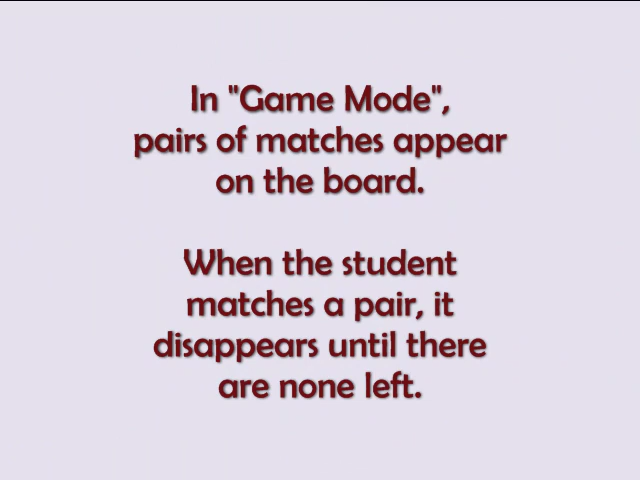 In "Game Mode",
pairs of matches appear
on the board.
When the student
matches a pair, it
disappears until there
are none left.